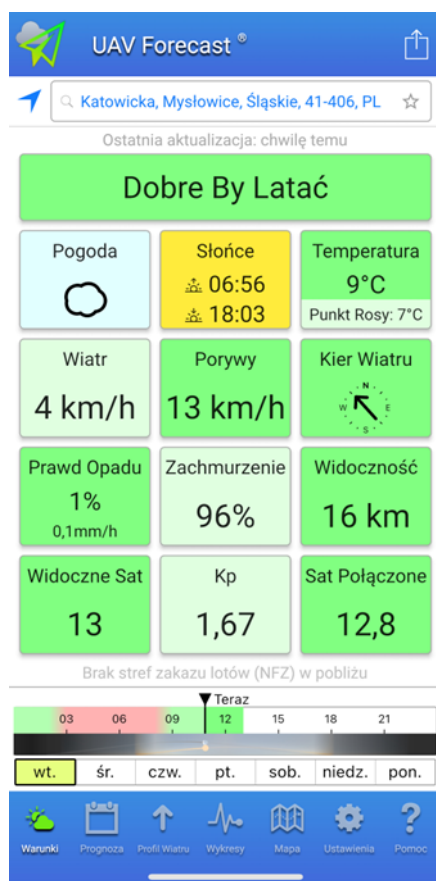 UAV Forecast ®
Katowicka, Mysłowice, Śląskie, 41-406, PL
Ostatnia aktualizacja: chwilę temu
Dobre By Latać
Pogoda
Słońce
06:56
18:03
Temperatura
9°C
Punkt Rosy: 7°C
Wiatr
4 km/h
Porywy
13 km/h
Kier Wiatru
N
W E
S
Prawd Opadu
1%
0,1mm/h
Zachmurzenie
96%
Widoczność
16 km
Widoczne Sat
13
Kp
1,67
Sat Połączone
12,8
Brak stref zakazu lotów (NFZ) w pobliżu
Teraz
03 06 09 12 15 18 21
wt. śr. czw. pt. sob. niedz. pon.
Warunki Prognoza Profil Wiatru Wykresy Mapa Ustawienia Pomoc